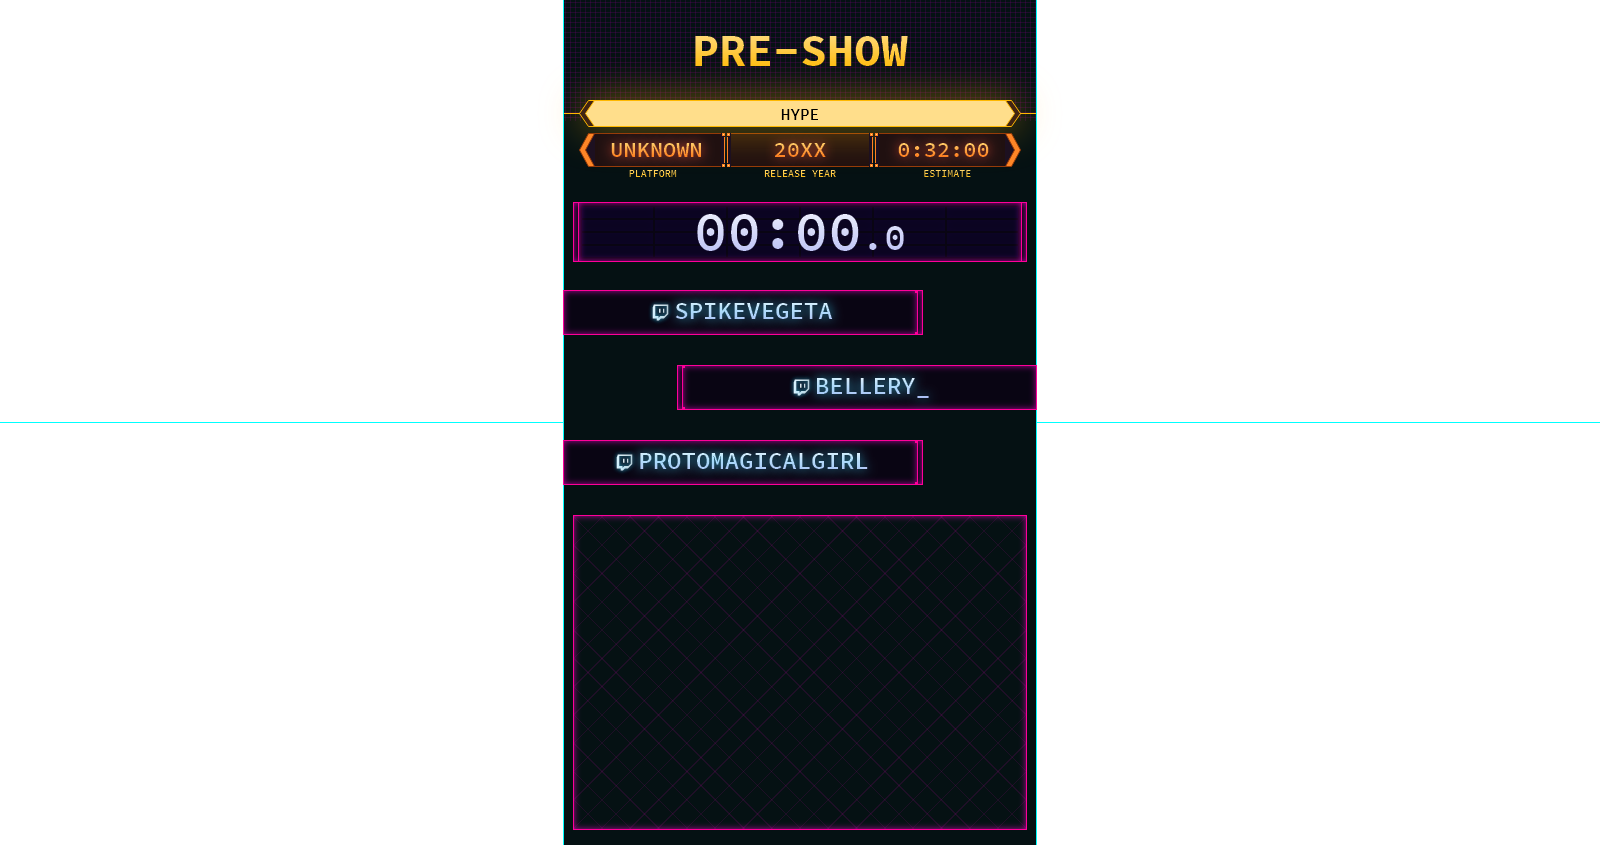 PRE-SHOW
HYPE
UNKNOWN 20XX 0:32:00
PLATFORM RELEASE YEAR ESTIMATE
00:00.0
SPIKEVEGETA
BELLERY_
PROTOMAGICALGIRL